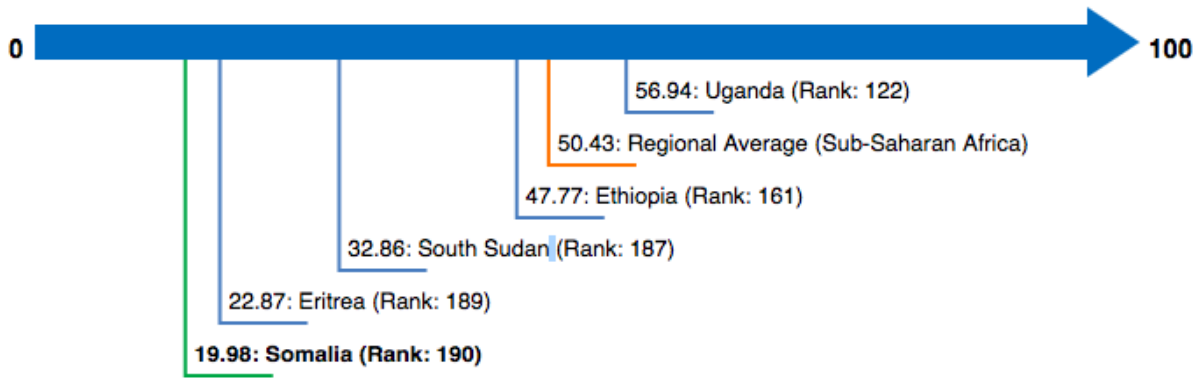 0
100
56.94: Uganda (Rank: 122)
50.43: Regional Average (Sub-Saharan Africa)
47.77: Ethiopia (Rank: 161)
32.86: South Sudan (Rank: 187)
22.87: Eritrea (Rank: 189)
19.98: Somalia (Rank: 190)